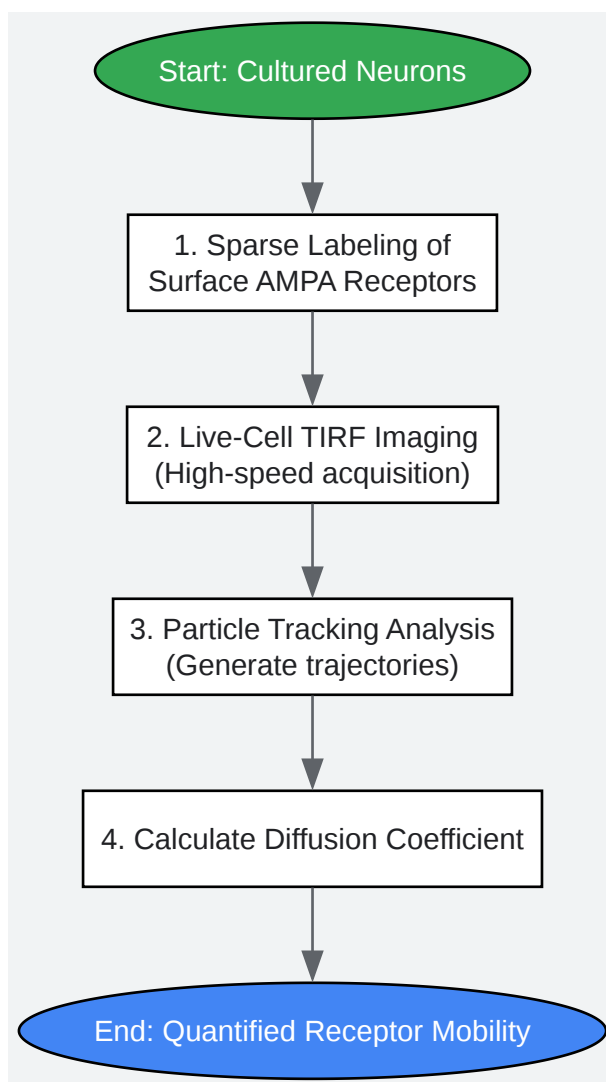 Start: Cultured Neurons
1. Sparse Labeling of
Surface AMPA Receptors
2. Live-Cell TIRF Imaging
(High-speed acquisition)
3. Particle Tracking Analysis
(Generate trajectories)
4. Calculate Diffusion Coefficient
End: Quantified Receptor Mobility